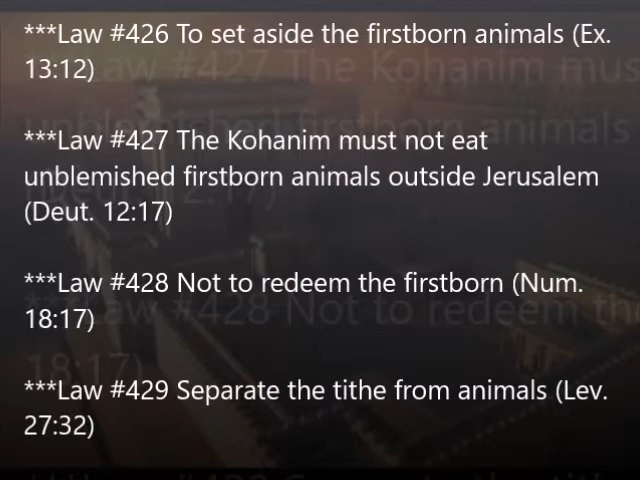 ***Law #426 To set aside the firstborn animals (Ex.
13:12)
***Law #427 The Kohanim must not eat
unblemished firstborn animals outside Jerusalem
(Deut. 12:17)
***Law #428 Not to redeem the firstborn (Num.
18:17)
***Law #429 Separate the tithe from animals (Lev.
27:32)